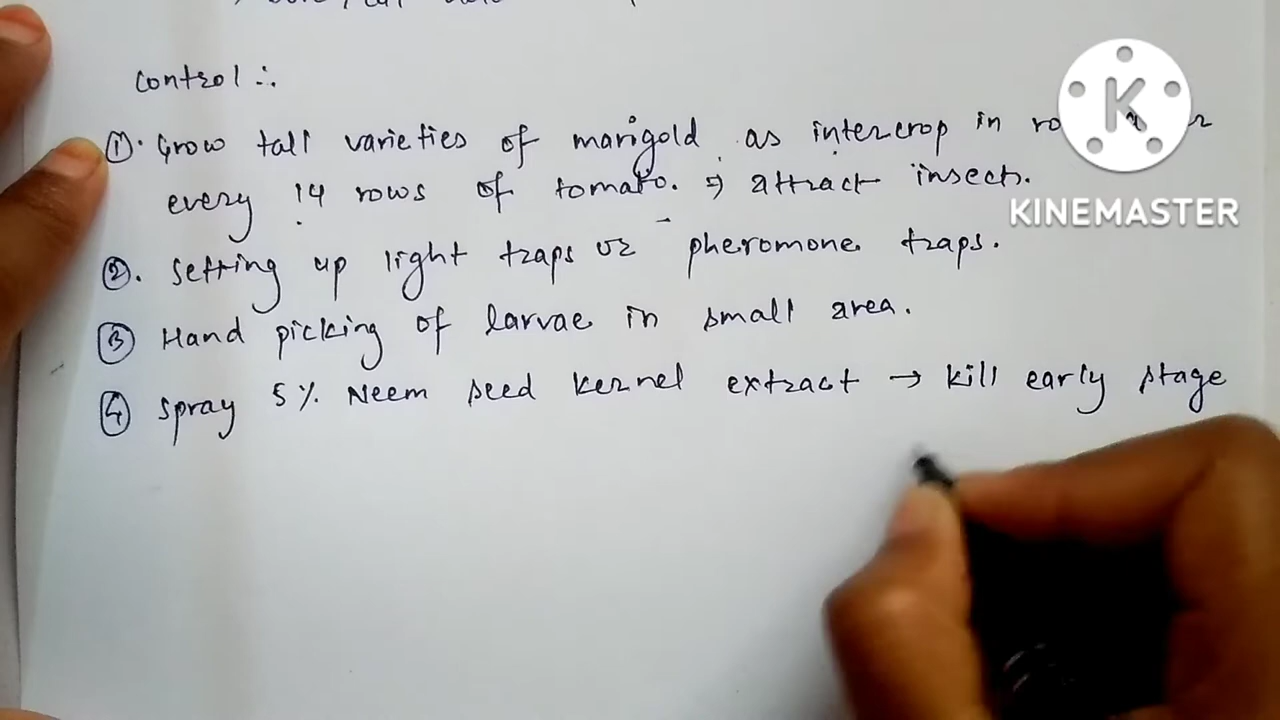 Control :-
①. Grow tall varieties of marigold as intercrop in
every 14 rows of tomato. ⇒ attract insects.
②. Setting up light traps or pheromone traps.
③ Hand picking of larvae in small area.
④ Spray 5% Neem seed kernel extract → kill early stage
K
KINEMASTER